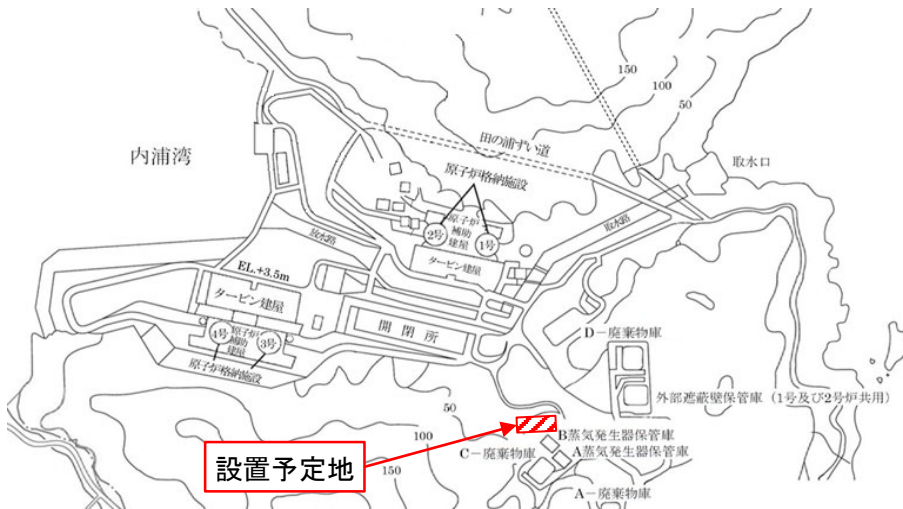 150
100
50
田の浦ずい道
取水口
内浦湾
原子炉格納施設
原子炉
補助
建屋
2号
1号
取水路
放水路
タービン建屋
EL.+3.5m
タービン建屋
開閉所
4号
原子炉
補助
建屋
3号
原子炉格納施設
D－廃棄物庫
外部遮蔽壁保管庫（1号及び2号炉共用）
50
100
150
B蒸気発生器保管庫
C－廃棄物庫
A蒸気発生器保管庫
A－廃棄物庫
設置予定地